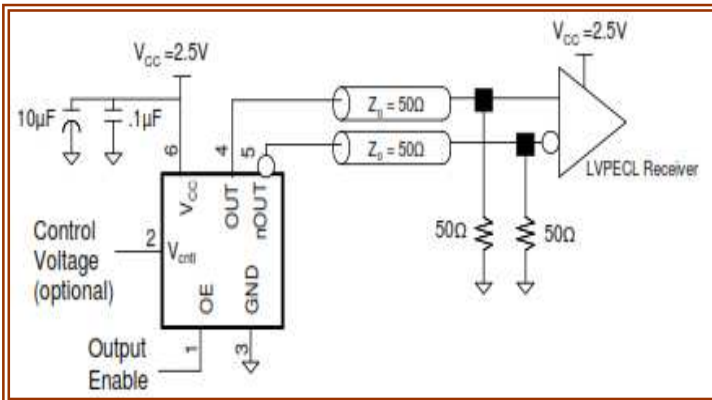 V_CC =2.5V
V_CC =2.5V
10µF
.1µF
Z_0 = 50Ω
Z_0 = 50Ω
LVPECL Receiver
6
4
5
V_CC
OUT
nOUT
50Ω
50Ω
Control
Voltage
(optional)
2
V_cntl
OE
GND
1
3
Output
Enable